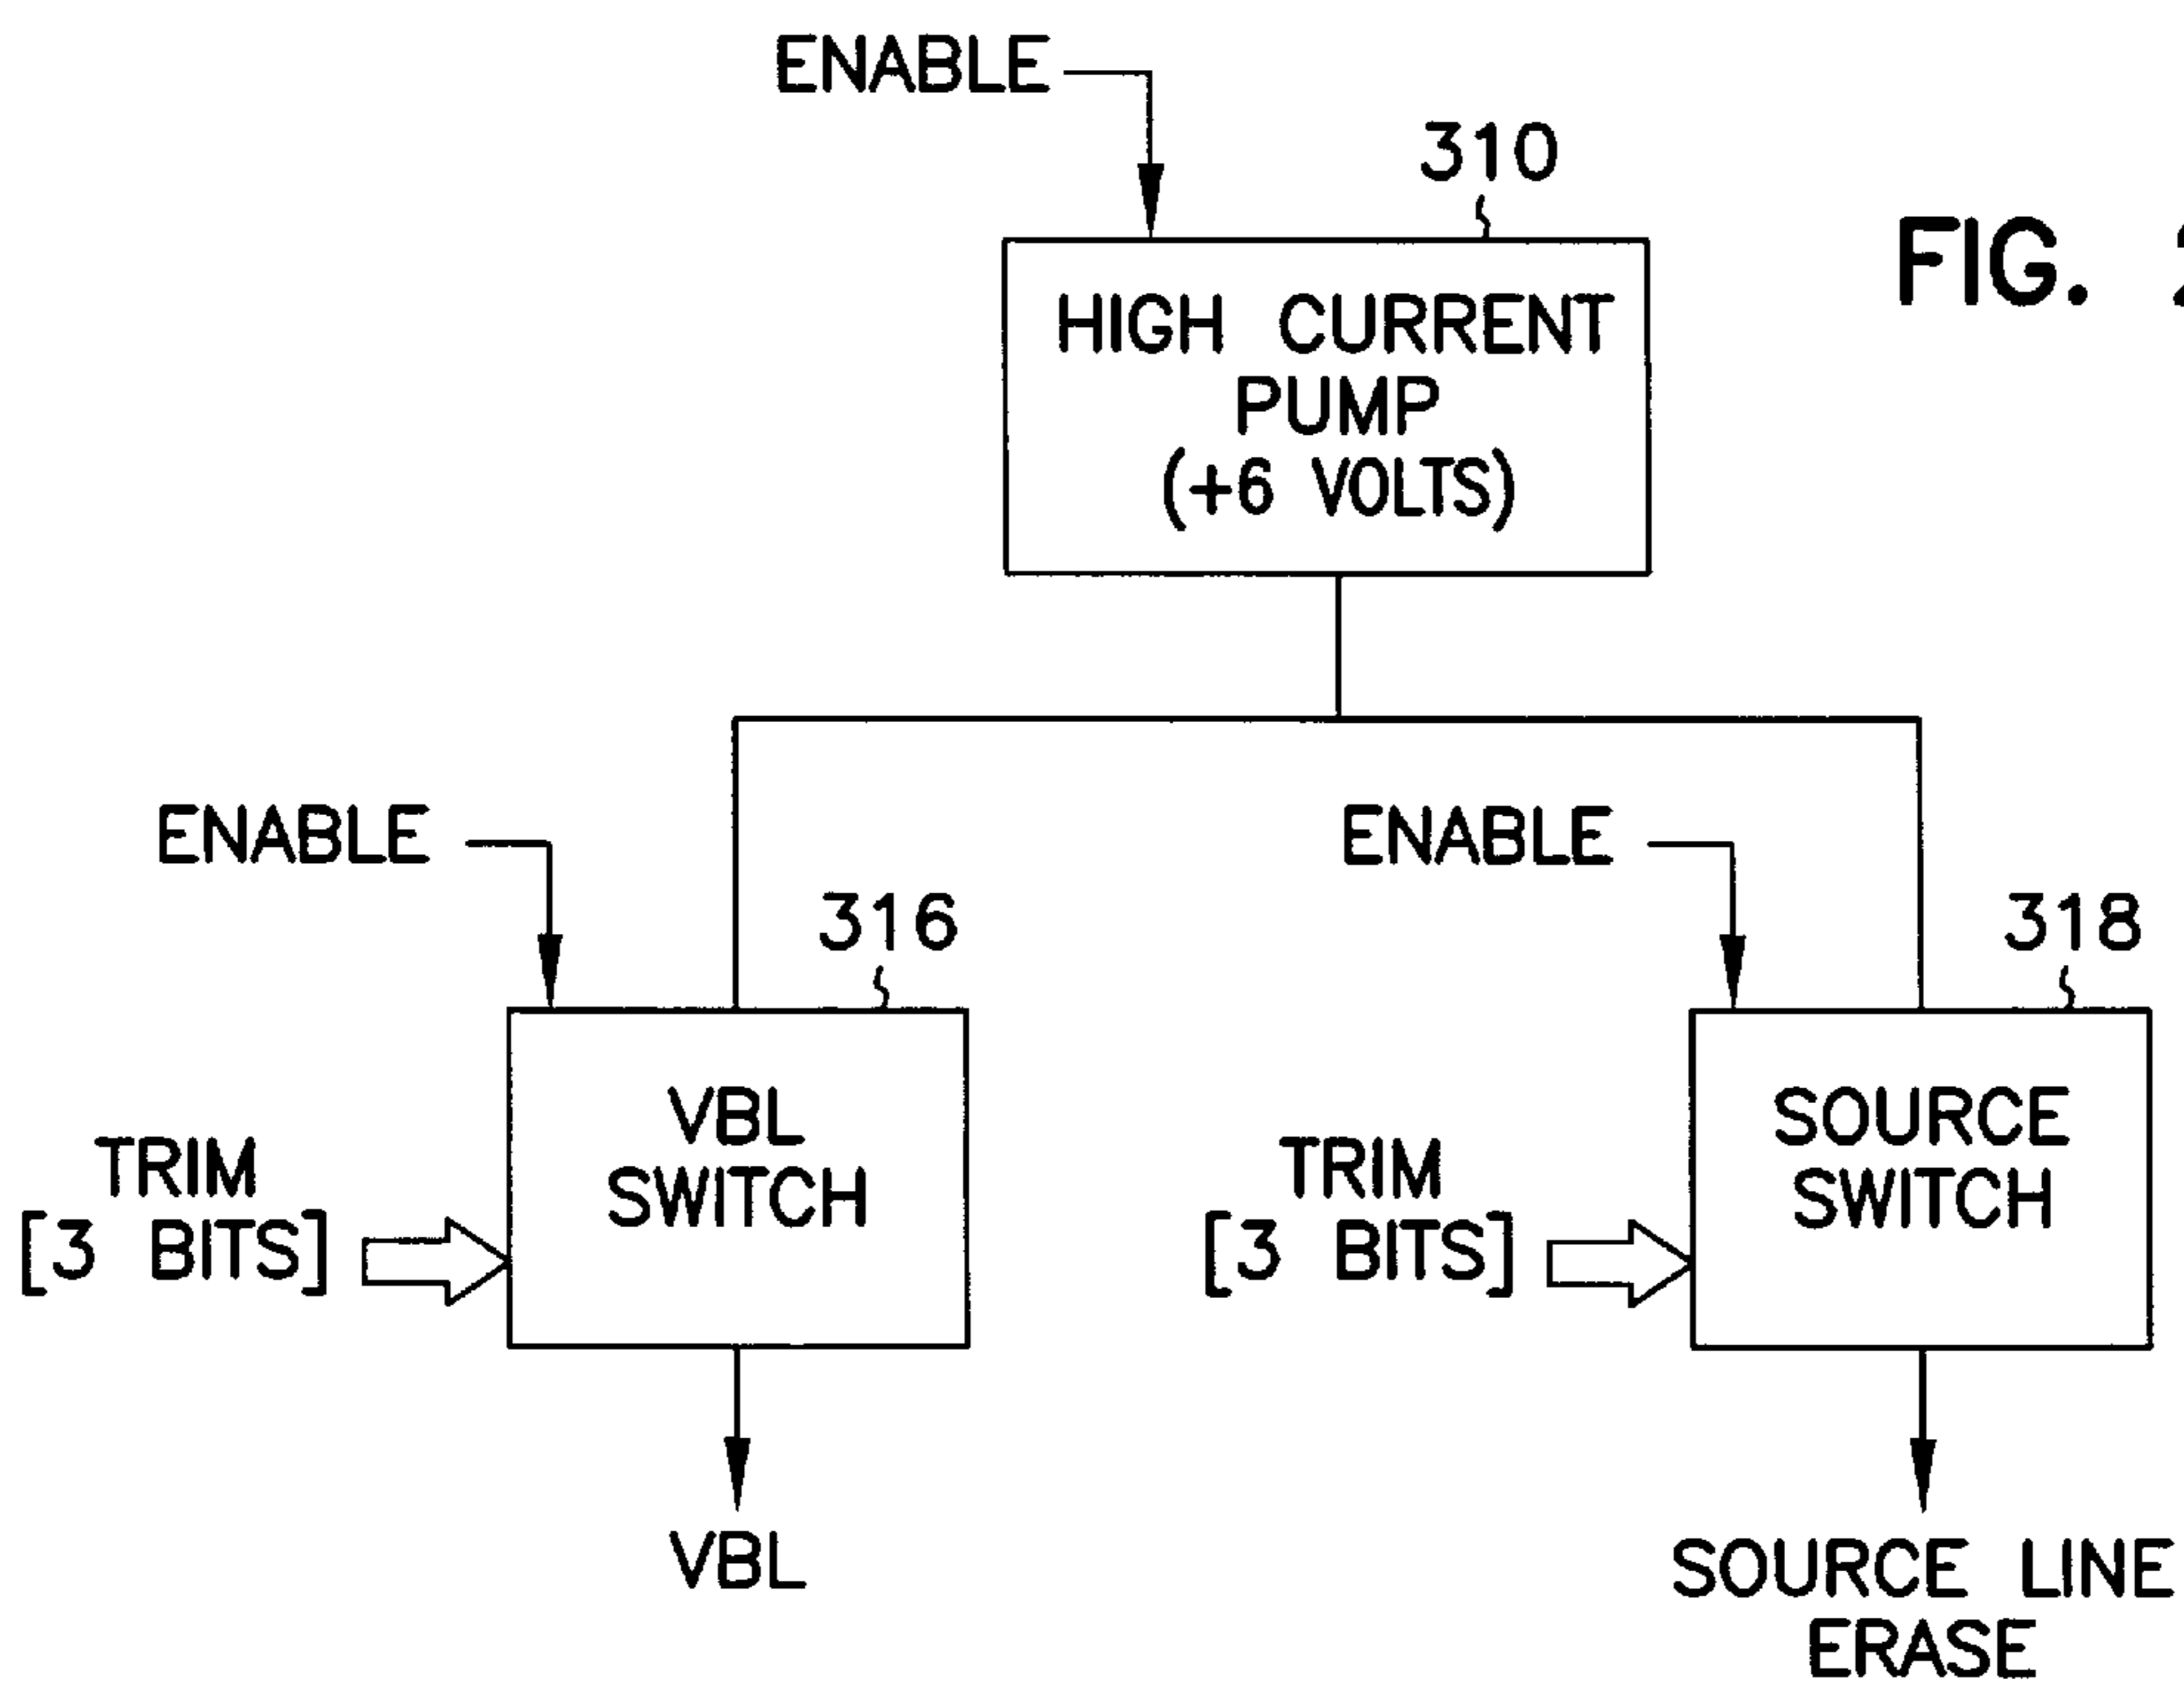 ENABLE
310
FIG.
HIGH CURRENT
PUMP
(+6 VOLTS)
ENABLE
316
ENABLE
318
VBL
SWITCH
TRIM
[3 BITS]
SOURCE
SWITCH
TRIM
[3 BITS]
VBL
SOURCE LINE
ERASE